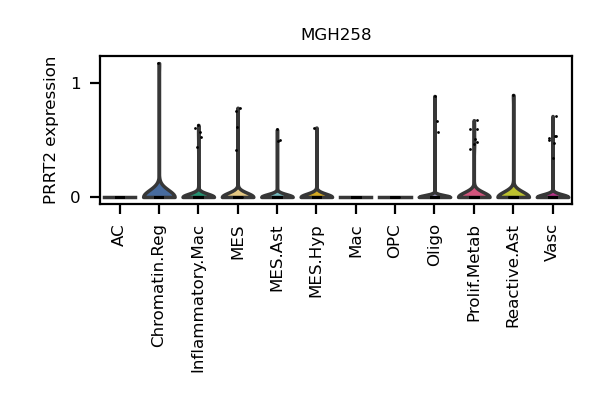 MGH258
PRRT2 expression
1
0
AC
Chromatin.Reg
Inflammatory.Mac
MES
MES.Ast
MES.Hyp
Mac
OPC
Oligo
Prolif.Metab
Reactive.Ast
Vasc